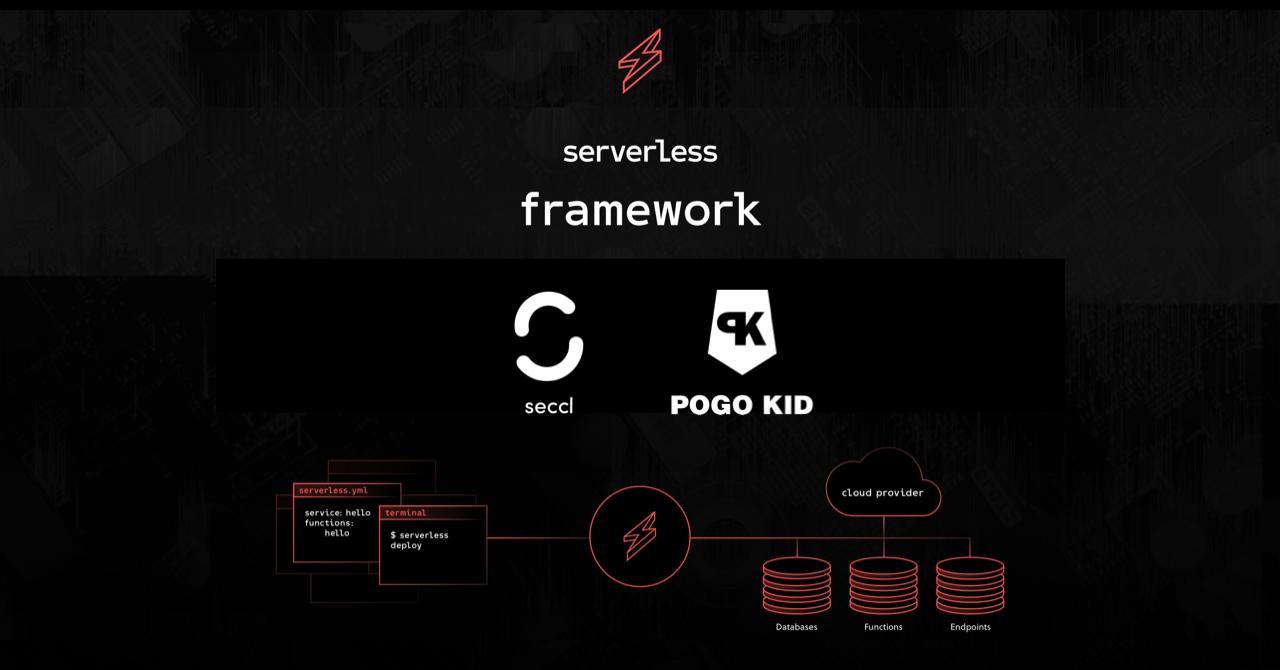 serverless
framework
PK
seccl
POGO KID
serverless.yml
service: hello
functions:
hello
terminal
$ serverless
deploy
cloud provider
Databases
Functions
Endpoints